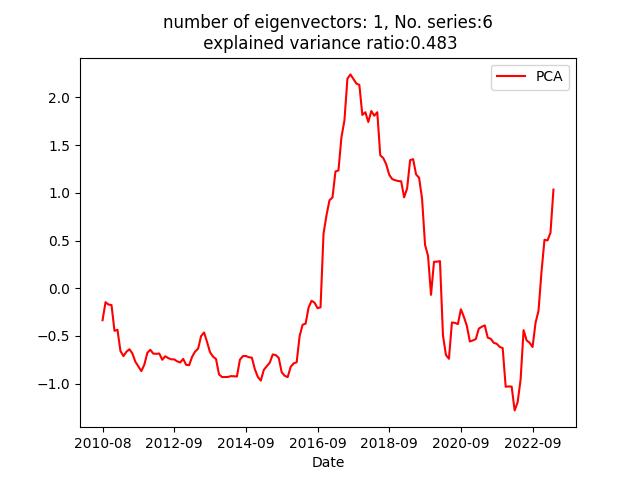 number of eigenvectors: 1, No. series:6
explained variance ratio:0.483
PCA
2.0
1.5
1.0
0.5
0.0
−0.5
−1.0
2010-08 2012-09 2014-09 2016-09 2018-09 2020-09 2022-09
Date